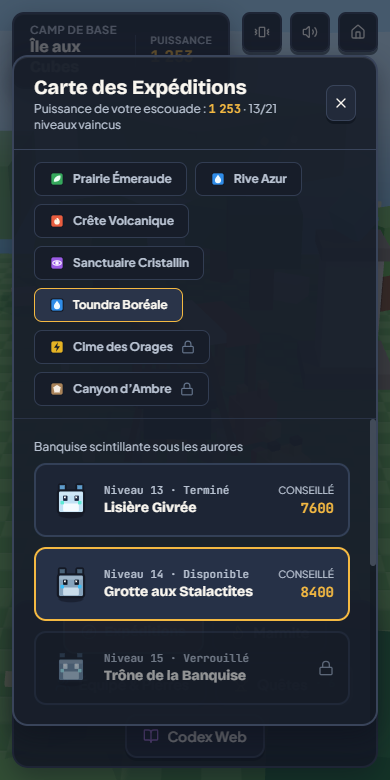 CAMP DE BASE
Île aux
Cubes
PUISSANCE
1 253
Carte des Expéditions
Puissance de votre escouade : 1 253 · 13/21
niveaux vaincus
Prairie Émeraude
Rive Azur
Crête Volcanique
Sanctuaire Cristallin
Toundra Boréale
Cime des Orages
Canyon d'Ambre
Banquise scintillante sous les aurores
Niveau 13 · Terminé
Lisière Givrée
CONSEILLÉ
7600
Niveau 14 · Disponible
Grotte aux Stalactites
CONSEILLÉ
8400
Niveau 15 · Verrouillé
Trône de la Banquise
Codex Web